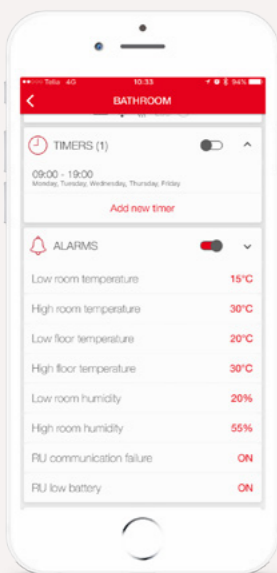 Telia 4G 10:33 94%
BATHROOM
TIMERS (1)
09:00 - 19:00
Monday, Tuesday, Wednesday, Thursday, Friday
Add new timer
ALARMS
Low room temperature 15°C
High room temperature 30°C
Low floor temperature 20°C
High floor temperature 30°C
Low room humidity 20%
High room humidity 55%
RU communication failure ON
RU low battery ON